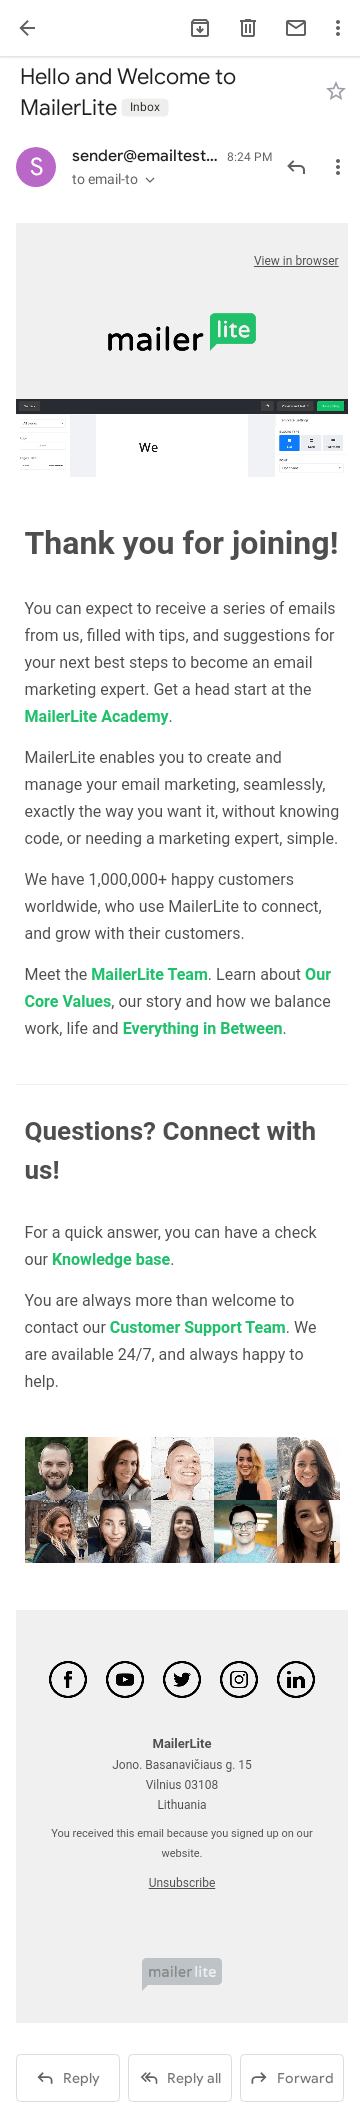 Hello and Welcome to
MailerLite Inbox
S
sender@emailtest... 8:24 PM
to email-to
View in browser
mailer lite
We
Thank you for joining!
You can expect to receive a series of emails
from us, filled with tips, and suggestions for
your next best steps to become an email
marketing expert. Get a head start at the
MailerLite Academy.
MailerLite enables you to create and
manage your email marketing, seamlessly,
exactly the way you want it, without knowing
code, or needing a marketing expert, simple.
We have 1,000,000+ happy customers
worldwide, who use MailerLite to connect,
and grow with their customers.
Meet the MailerLite Team. Learn about Our
Core Values, our story and how we balance
work, life and Everything in Between.
Questions? Connect with
us!
For a quick answer, you can have a check
our Knowledge base.
You are always more than welcome to
contact our Customer Support Team. We
are available 24/7, and always happy to
help.
MailerLite
Jono. Basanavičiaus g. 15
Vilnius 03108
Lithuania
You received this email because you signed up on our
website.
Unsubscribe
mailer lite
Reply Reply all Forward